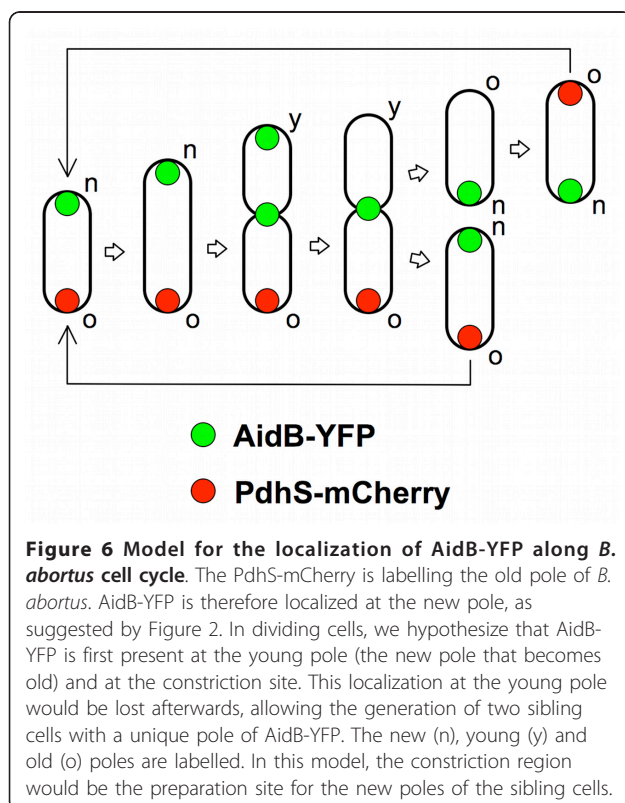 o
y
y
o
n
n
n
n
n
o
o
o
o
o
AidB-YFP
PdhS-mCherry
Figure 6 Model for the localization of AidB-YFP along B.
abortus cell cycle. The PdhS-mCherry is labelling the old pole of B.
abortus. AidB-YFP is therefore localized at the new pole, as
suggested by Figure 2. In dividing cells, we hypothesize that AidB-
YFP is first present at the young pole (the new pole that becomes
old) and at the constriction site. This localization at the young pole
would be lost afterwards, allowing the generation of two sibling
cells with a unique pole of AidB-YFP. The new (n), young (y) and
old (o) poles are labelled. In this model, the constriction region
would be the preparation site for the new poles of the sibling cells.